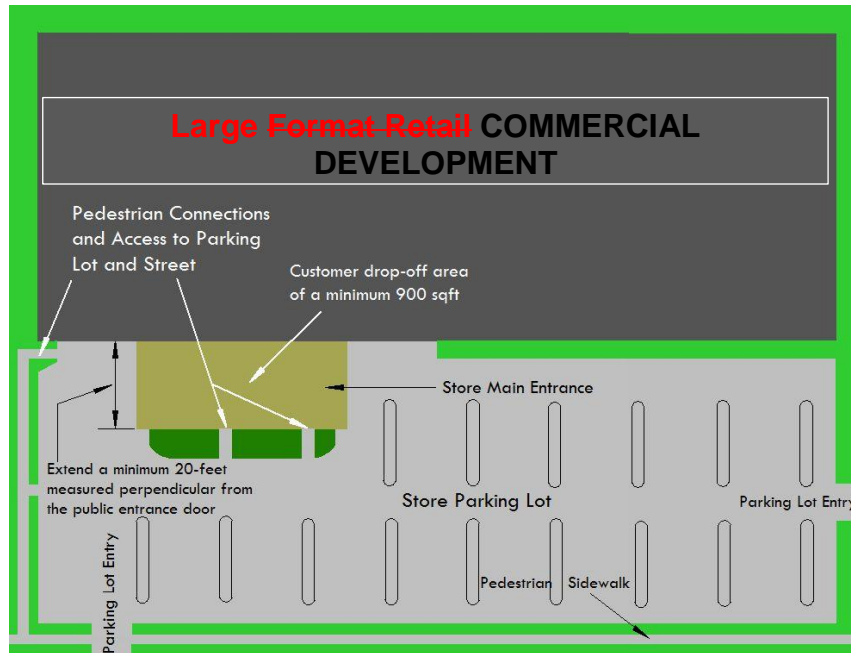 Large Format Retail COMMERCIAL
DEVELOPMENT
Pedestrian Connections
and Access to Parking
Lot and Street
Customer drop-off area
of a minimum 900 sqft
Store Main Entrance
Extend a minimum 20-feet
measured perpendicular from
the public entrance door
Store Parking Lot
Parking Lot Entry
Parking Lot Entry
Pedestrian Sidewalk